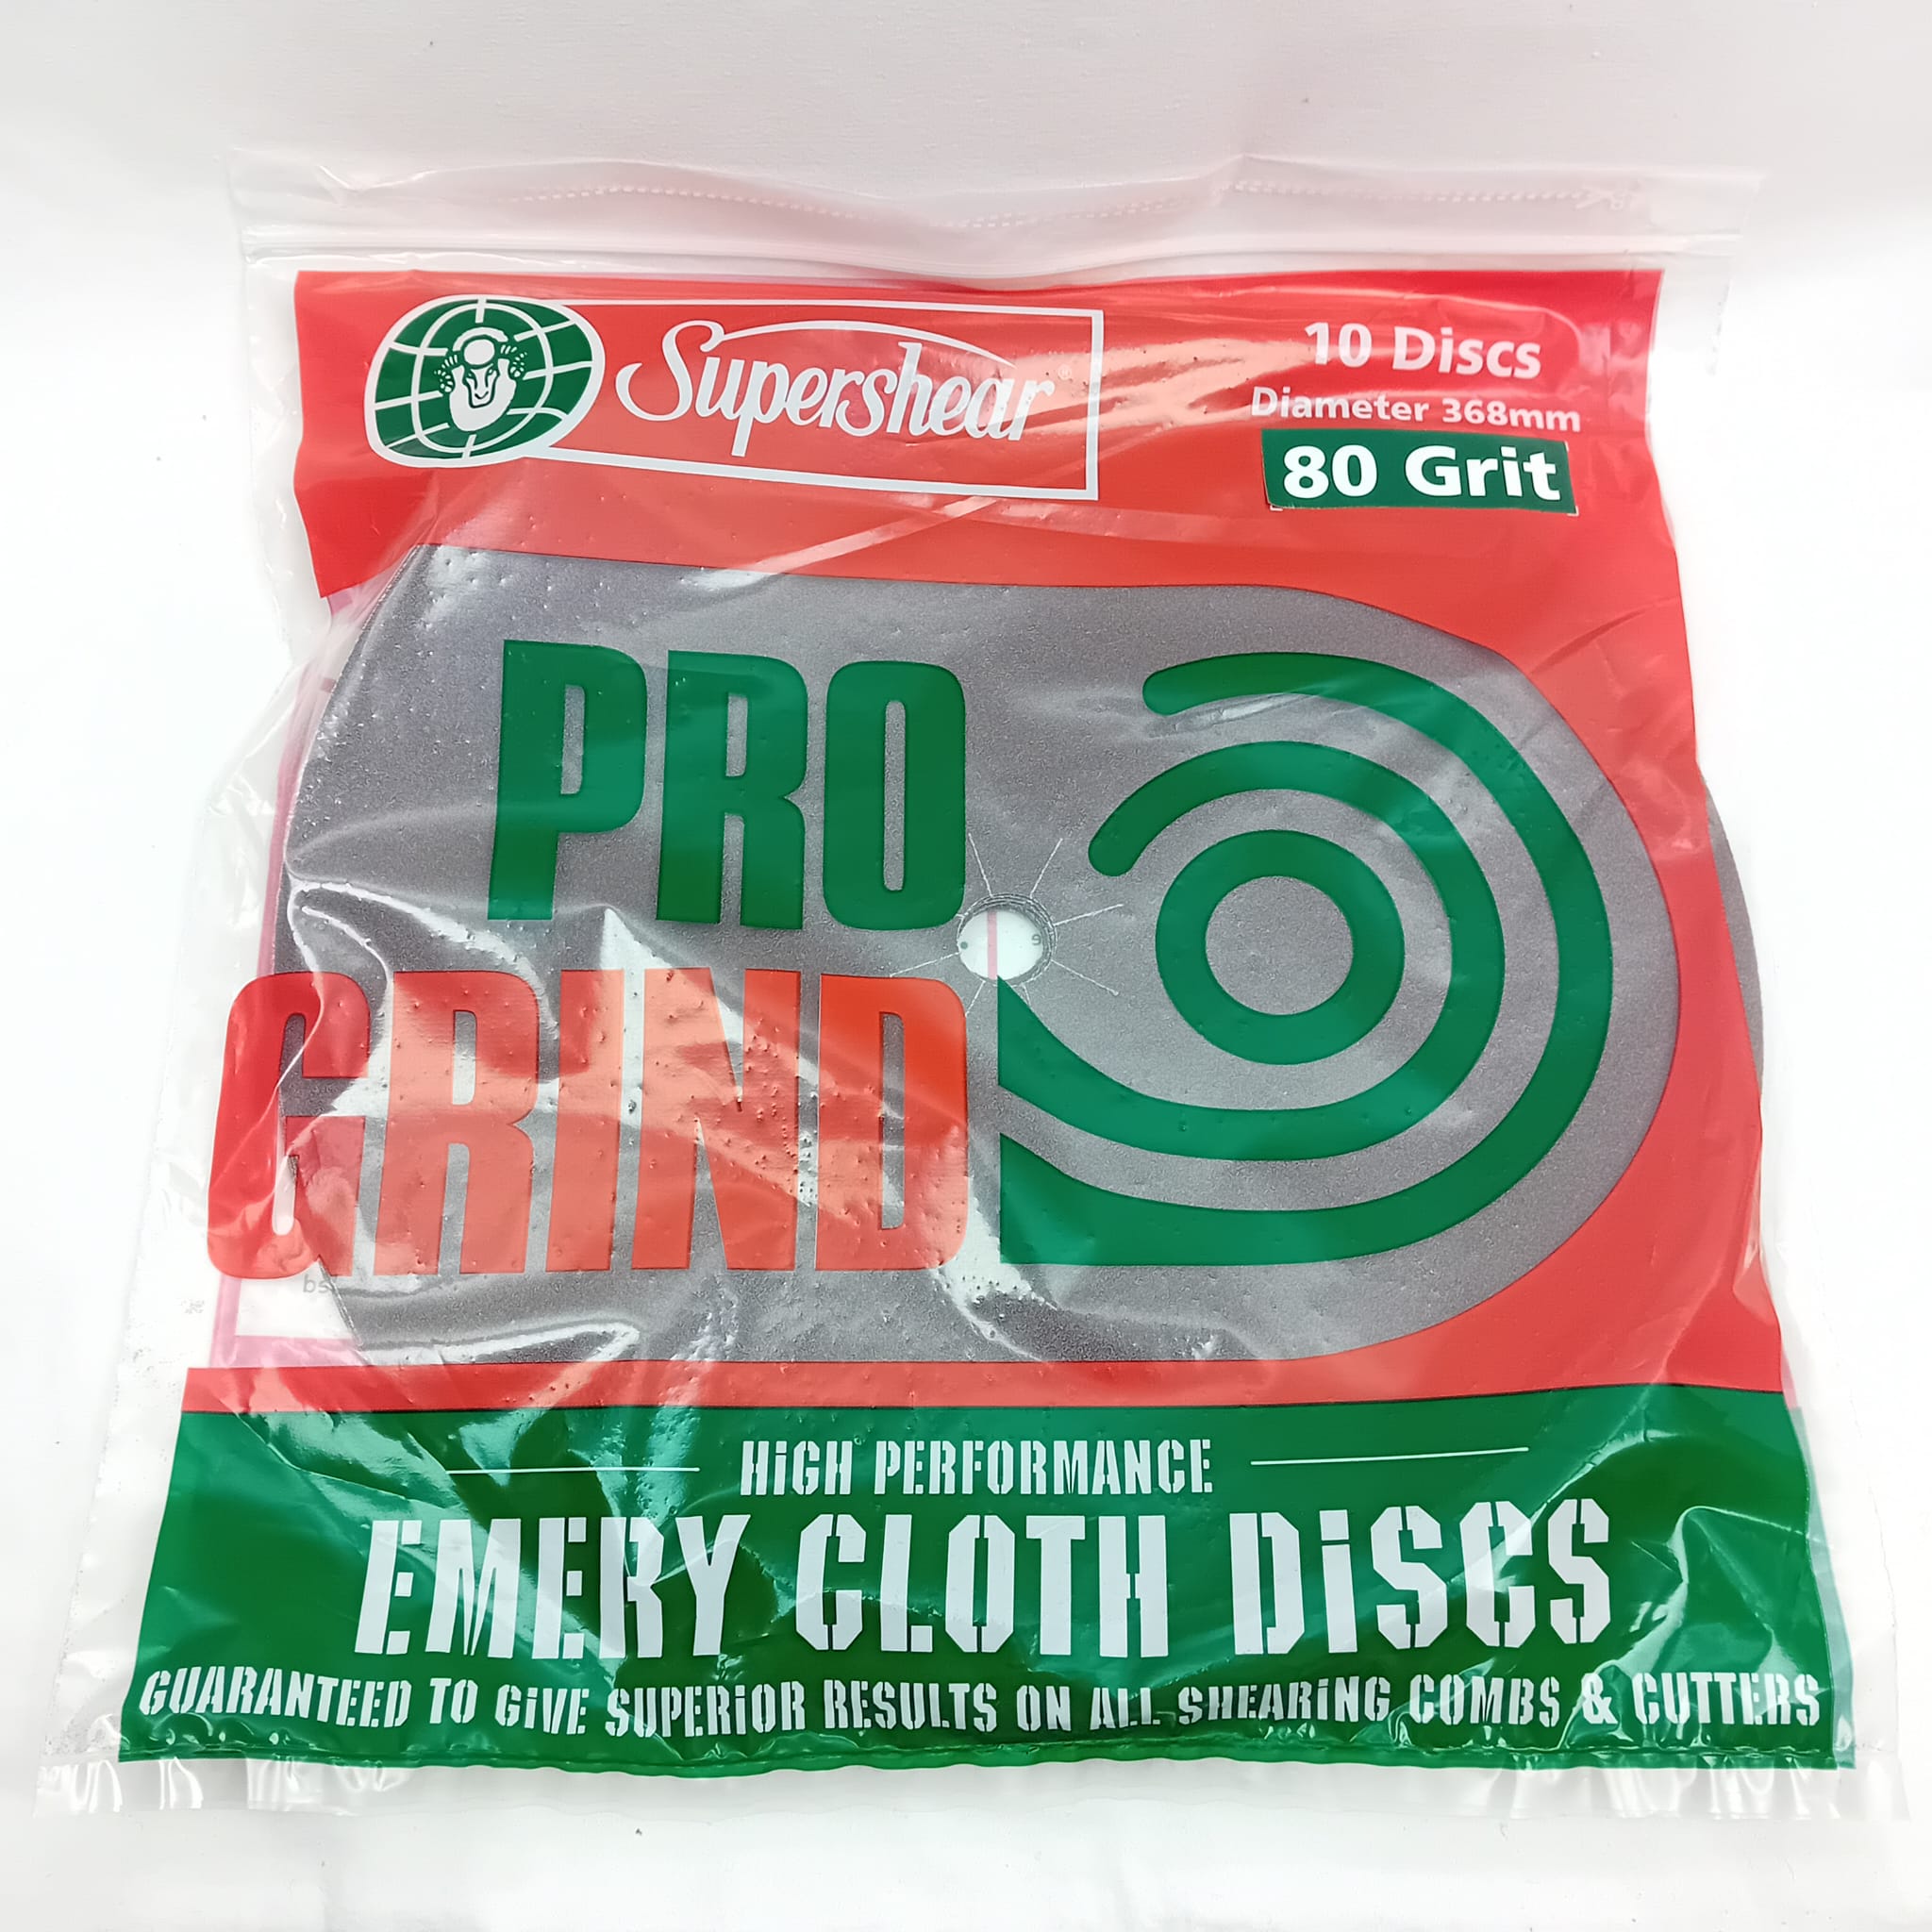 Supershear®
10 Discs
Diameter 368mm
80 Grit
PRO
GRIND
HiGH PERFORMANCE
EMERY CLOTH DiSCS
GUARANTEED TO GiVE SUPERiOR RESULTS ON ALL SHEARiNG COMBS & CUTTERS